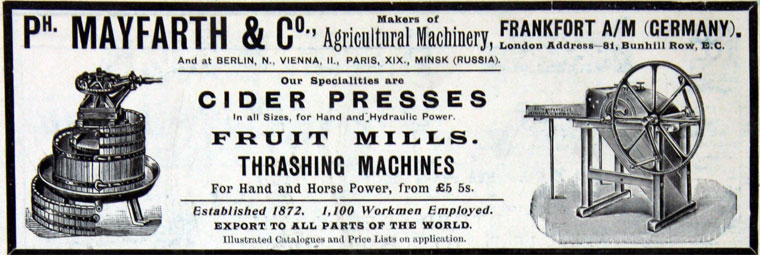 PH. MAYFARTH & Co., Makers of Agricultural Machinery, FRANKFORT A/M (GERMANY).
London Address—81, Bunhill Row, E.C.
And at BERLIN, N., VIENNA, II., PARIS, XIX., MINSK (RUSSIA).
Our Specialities are
CIDER PRESSES
In all Sizes, for Hand and Hydraulic Power.
FRUIT MILLS.
THRASHING MACHINES
For Hand and Horse Power, from £5 5s.
Established 1872. 1,100 Workmen Employed.
EXPORT TO ALL PARTS OF THE WORLD.
Illustrated Catalogues and Price Lists on application.